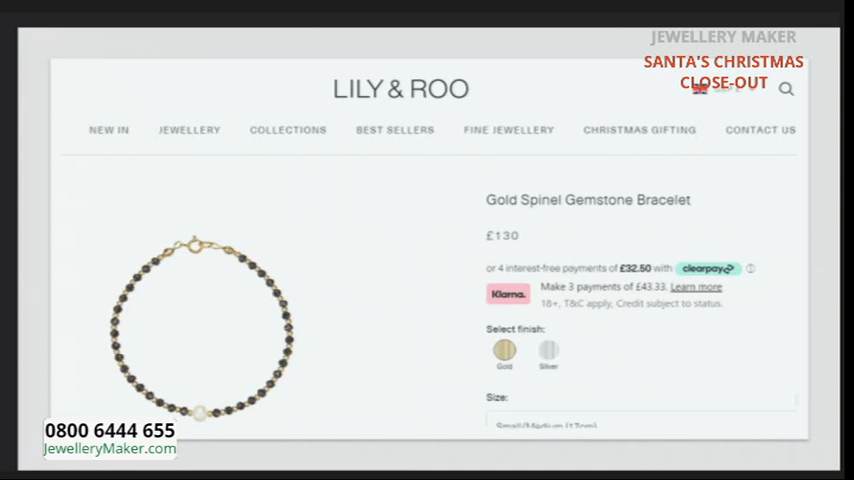 JEWELLERY MAKER
SANTA'S CHRISTMAS
CLOSE-OUT
LILY & ROO
NEW IN JEWELLERY COLLECTIONS BEST SELLERS FINE JEWELLERY CHRISTMAS GIFTING CONTACT US
Gold Spinel Gemstone Bracelet
£130
or 4 interest-free payments of £32.50 with clearpay
Klarna. Make 3 payments of £43.33. Learn more
18+, T&C apply, Credit subject to status.
Select finish:
Gold Silver
Size:
Small/Medium (17cm)
0800 6444 655
JewelleryMaker.com